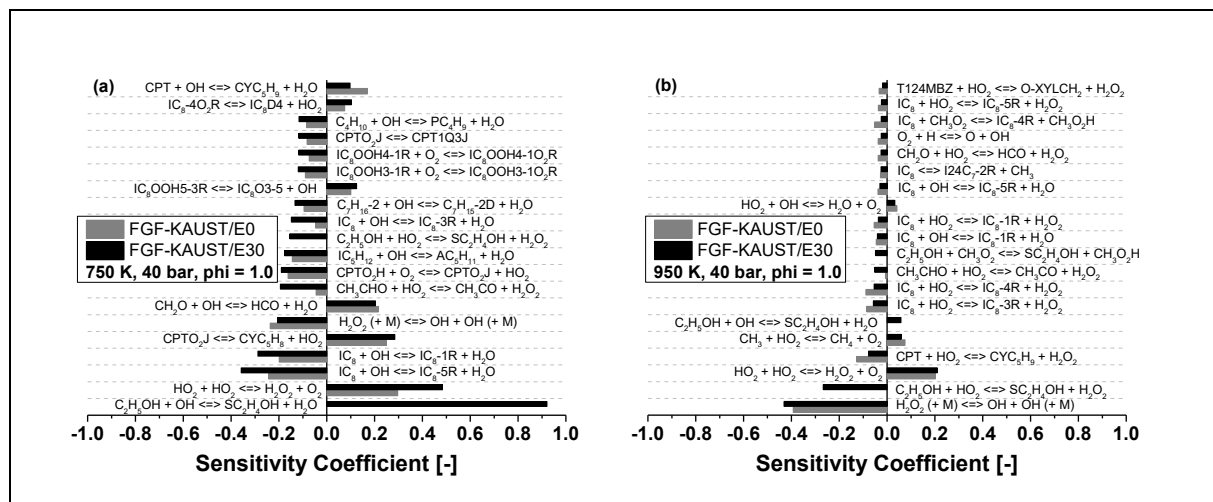 (a)
CPT + OH <=> CYC₅H₉ + H₂O
IC₈-4O₂R <=> IC₈D4 + HO₂
C₄H₁₀ + OH <=> PC₄H₉ + H₂O
CPTO₂J <=> CPT1Q3J
IC₈OOH4-1R + O₂ <=> IC₈OOH4-1O₂R
IC₈OOH3-1R + O₂ <=> IC₈OOH3-1O₂R
IC₈OOH5-3R <=> IC₈O3-5 + OH
C₇H₁₆-2 + OH <=> C₇H₁₅-2D + H₂O
IC₈ + OH <=> IC₈-3R + H₂O
C₂H₅OH + HO₂ <=> SC₂H₄OH + H₂O₂
IC₅H₁₂ + OH <=> AC₅H₁₁ + H₂O
CPTO₂H + O₂ <=> CPTO₂J + HO₂
CH₃CHO + HO₂ <=> CH₃CO + H₂O₂
CH₂O + OH <=> HCO + H₂O
H₂O₂ (+ M) <=> OH + OH (+ M)
CPTO₂J <=> CYC₅H₈ + HO₂
IC₈ + OH <=> IC₈-1R + H₂O
IC₈ + OH <=> IC₈-5R + H₂O
HO₂ + HO₂ <=> H₂O₂ + O₂
C₂H₅OH + OH <=> SC₂H₄OH + H₂O
FGF-KAUST/E0
FGF-KAUST/E30
750 K, 40 bar, phi = 1.0
-1.0 -0.8 -0.6 -0.4 -0.2 0.0 0.2 0.4 0.6 0.8 1.0
Sensitivity Coefficient [-]
(b)
T124MBZ + HO₂ <=> O-XYLCH₂ + H₂O₂
IC₈ + HO₂ <=> IC₈-5R + H₂O₂
IC₈ + CH₃O₂ <=> IC₈-4R + CH₃O₂H
O₂ + H <=> O + OH
CH₂O + HO₂ <=> HCO + H₂O₂
IC₈ <=> I24C₇-2R + CH₃
IC₈ + OH <=> IC₈-5R + H₂O
HO₂ + OH <=> H₂O + O₂
IC₈ + HO₂ <=> IC₈-1R + H₂O₂
IC₈ + OH <=> IC₈-1R + H₂O
C₂H₅OH + CH₃O₂ <=> SC₂H₄OH + CH₃O₂H
CH₃CHO + HO₂ <=> CH₃CO + H₂O₂
IC₈ + HO₂ <=> IC₈-4R + H₂O₂
IC₈ + HO₂ <=> IC₈-3R + H₂O₂
C₂H₅OH + OH <=> SC₂H₄OH + H₂O
CH₃ + HO₂ <=> CH₄ + O₂
CPT + HO₂ <=> CYC₅H₉ + H₂O₂
HO₂ + HO₂ <=> H₂O₂ + O₂
C₂H₅OH + HO₂ <=> SC₂H₄OH + H₂O₂
H₂O₂ (+ M) <=> OH + OH (+ M)
FGF-KAUST/E0
FGF-KAUST/E30
950 K, 40 bar, phi = 1.0
-1.0 -0.8 -0.6 -0.4 -0.2 0.0 0.2 0.4 0.6 0.8 1.0
Sensitivity Coefficient [-]